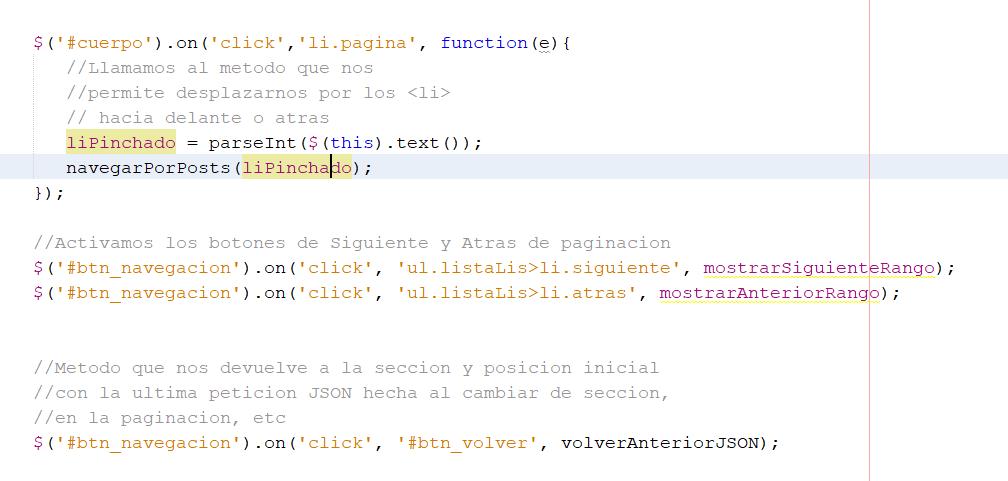 $('#cuerpo').on('click','li.pagina', function(e){
//Llamamos al metodo que nos
//permite desplazarnos por los <li>
// hacia delante o atras
liPinchado = parseInt($(this).text());
navegarPorPosts(liPinchado);
});
//Activamos los botones de Siguiente y Atras de paginacion
$('#btn_navegacion').on('click', 'ul.listaLis>li.siguiente', mostrarSiguienteRango);
$('#btn_navegacion').on('click', 'ul.listaLis>li.atras', mostrarAnteriorRango);
//Metodo que nos devuelve a la seccion y posicion inicial
//con la ultima peticion JSON hecha al cambiar de seccion,
//en la paginacion, etc
$('#btn_navegacion').on('click', '#btn_volver', volverAnteriorJSON);